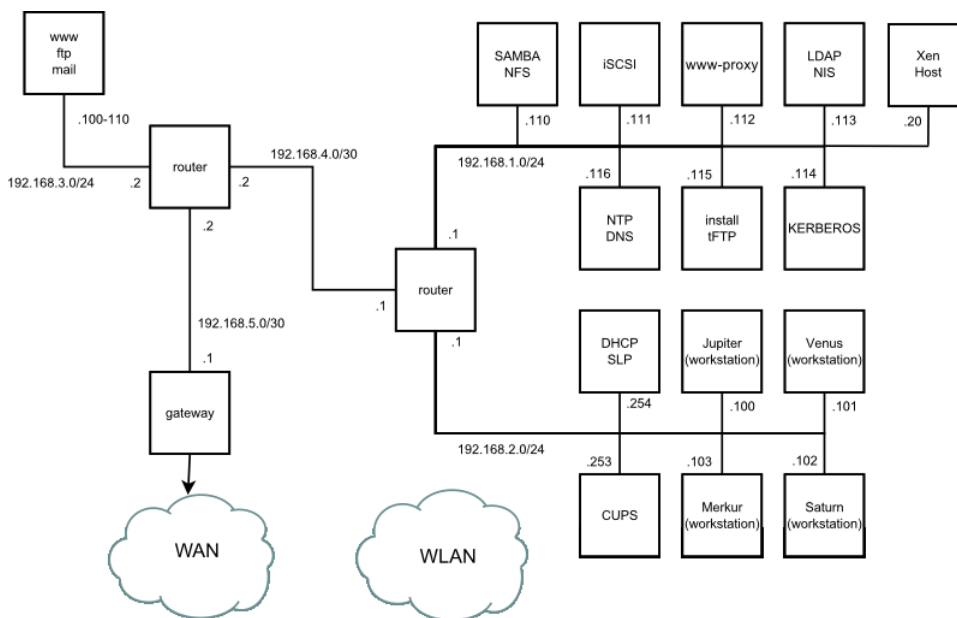 www
ftp
mail
.100-110
192.168.3.0/24
.2
router
.2
.2
192.168.4.0/30
192.168.5.0/30
.1
gateway
WAN
WLAN
.1
router
.1
.1
SAMBA
NFS
.110
iSCSI
.111
www-proxy
.112
LDAP
NIS
.113
Xen
Host
.20
192.168.1.0/24
.116
NTP
DNS
.115
install
tFTP
.114
KERBEROS
DHCP
SLP
.254
Jupiter
(workstation)
.100
Venus
(workstation)
.101
192.168.2.0/24
.253
CUPS
.103
Merkur
(workstation)
.102
Saturn
(workstation)